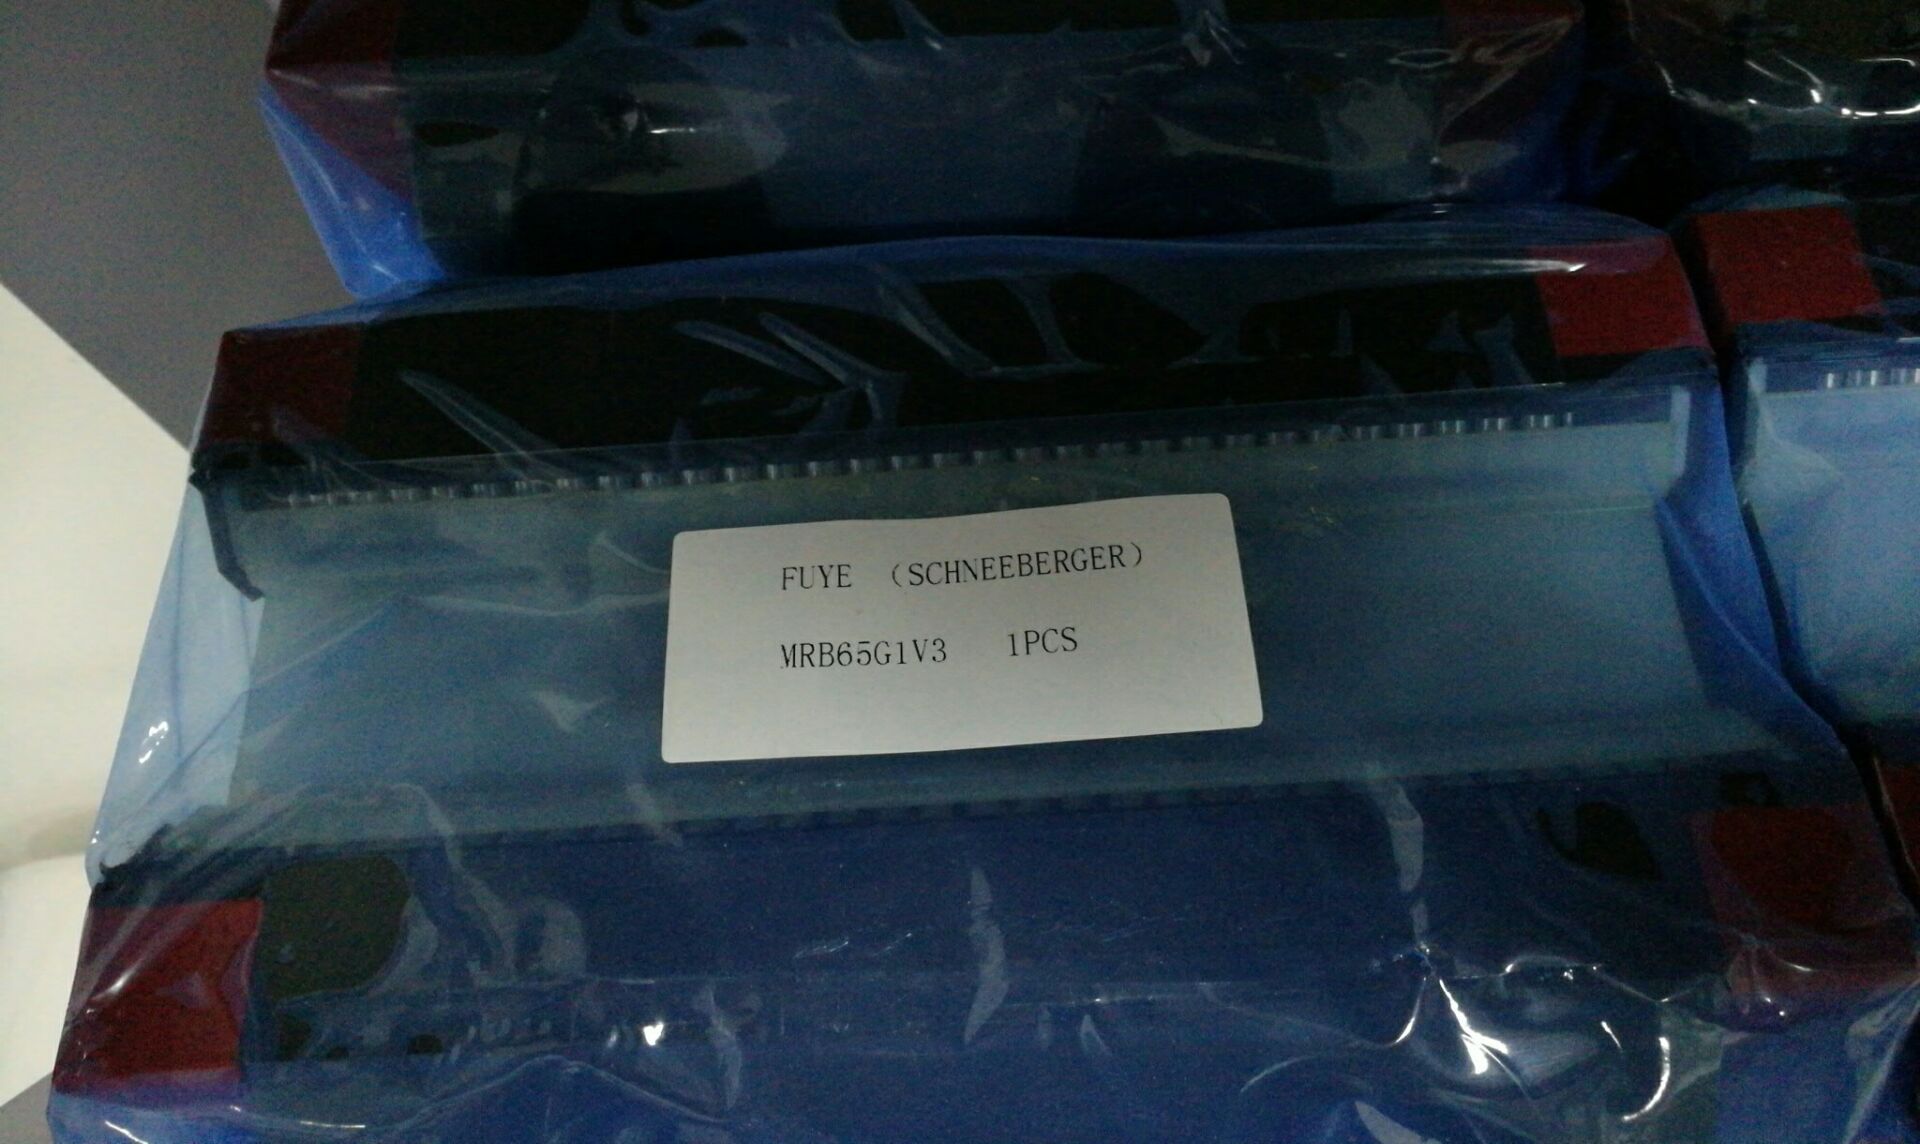 FUYE （SCHNEEBERGER）
MRB65G1V3 1PCS